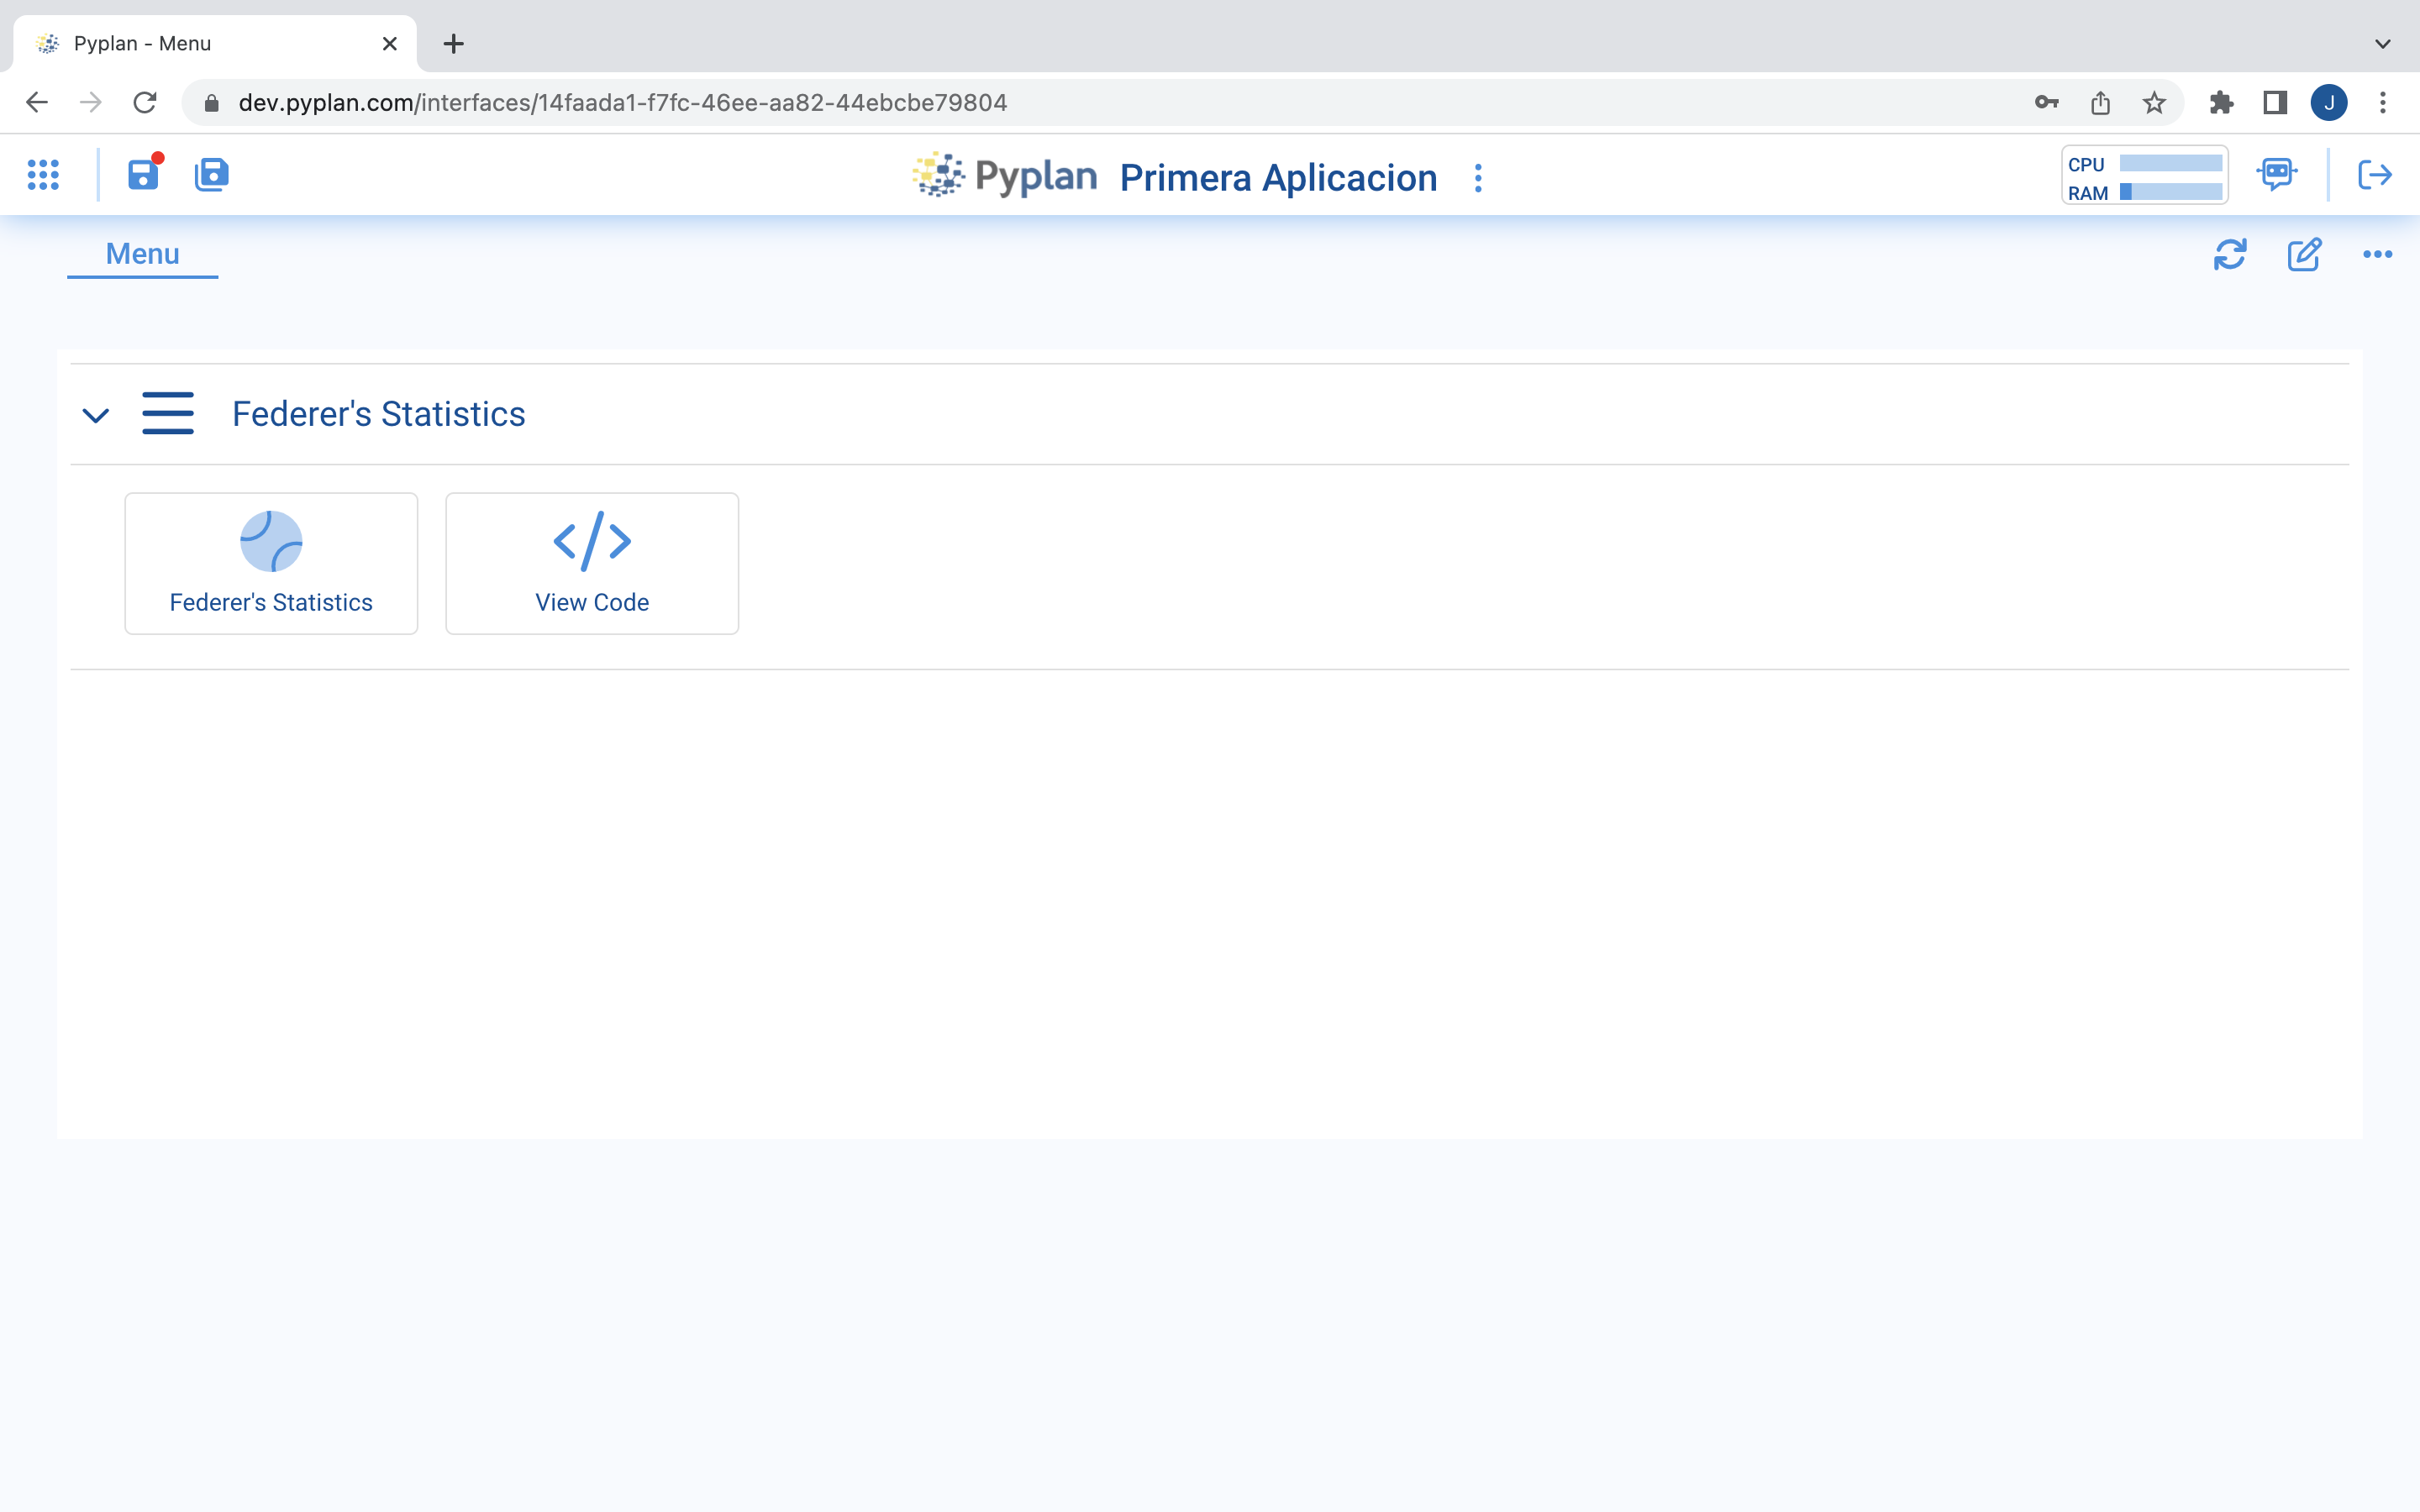 Pyplan - Menu
dev.pyplan.com/interfaces/14faada1-f7fc-46ee-aa82-44ebcbe79804
J
Pyplan Primera Aplicacion
CPU
RAM
Menu
Federer's Statistics
Federer's Statistics
View Code